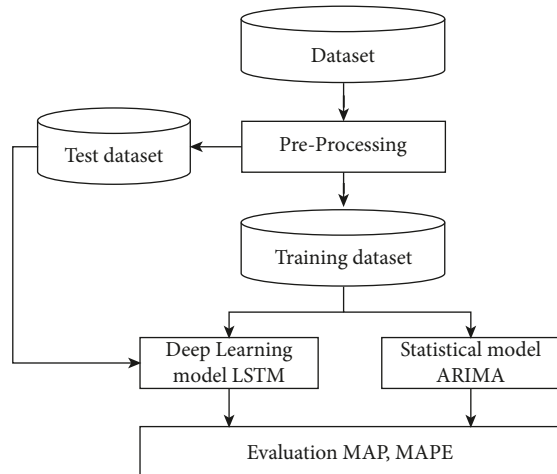 Dataset
Test dataset
Pre-Processing
Training dataset
Deep Learning
model LSTM
Statistical model
ARIMA
Evaluation MAP, MAPE